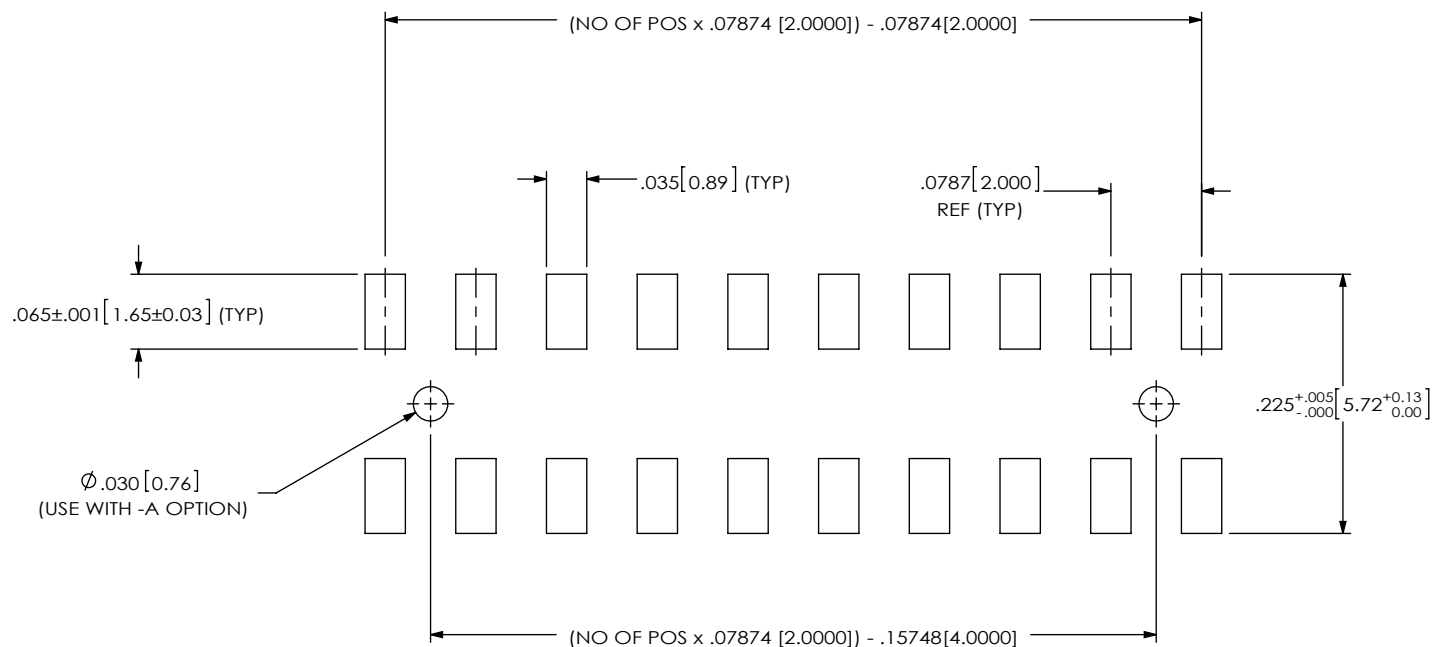 (NO OF POS x .07874 [2.0000]) - .07874[2.0000]
.035[0.89] (TYP)
.0787[2.000]
REF (TYP)
.065±.001[1.65±0.03] (TYP)
.225+.005-.000[5.72+0.13 0.00]
Ø.030[0.76]
(USE WITH -A OPTION)
(NO OF POS x .07874 [2.0000]) - .15748[4.0000]